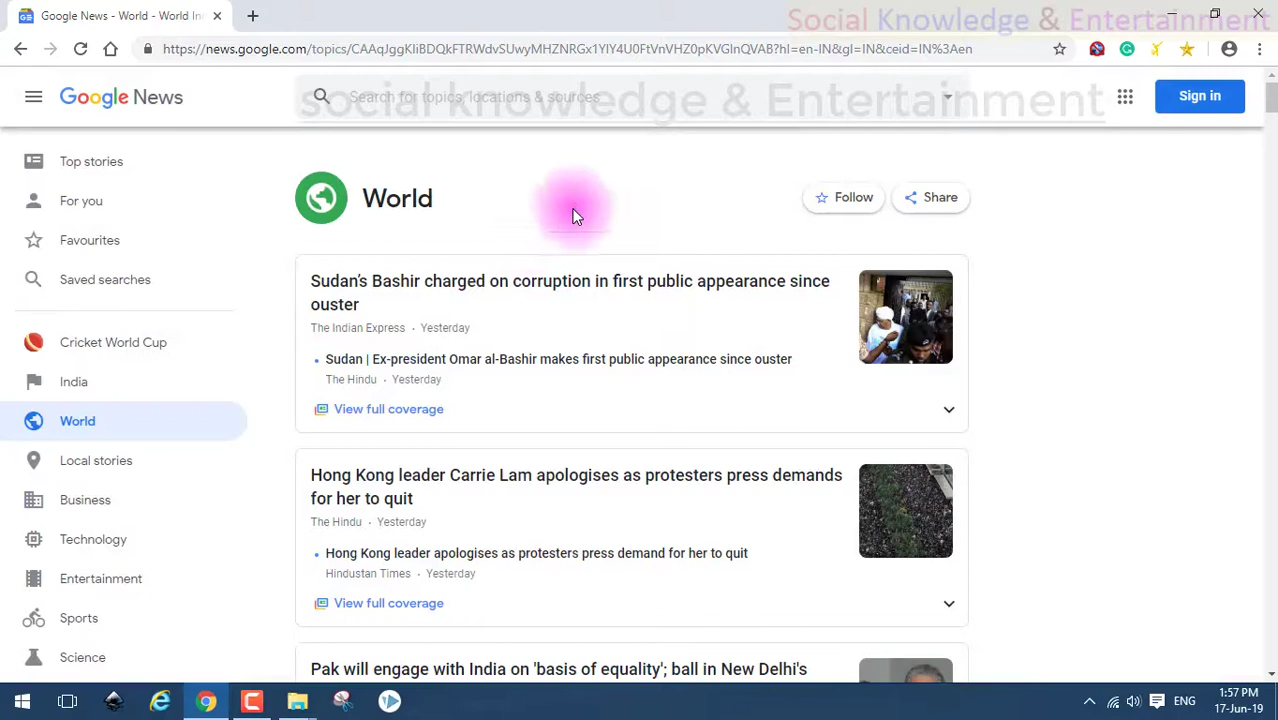 Google News - World - World In
Social Knowledge & Entertainment
https://news.google.com/topics/CAAqJggKIiBDQkFTRWdvSUwyMHZNRGx1YlY4U0FtVnVHZ0pKVGlnQVAB?hl=en-IN&gl=IN&ceid=IN%3Aen
Google News
Search for topics, locations & sources
social knowledge & Entertainment
Sign in
Top stories
For you
Favourites
Saved searches
Cricket World Cup
India
World
Local stories
Business
Technology
Entertainment
Sports
Science
World
Follow
Share
Sudan's Bashir charged on corruption in first public appearance since
ouster
The Indian Express • Yesterday
Sudan | Ex-president Omar al-Bashir makes first public appearance since ouster
The Hindu • Yesterday
View full coverage
Hong Kong leader Carrie Lam apologises as protesters press demands
for her to quit
The Hindu • Yesterday
Hong Kong leader apologises as protesters press demand for her to quit
Hindustan Times • Yesterday
View full coverage
Pak will engage with India on 'basis of equality'; ball in New Delhi's
ENG
1:57 PM
17-Jun-19